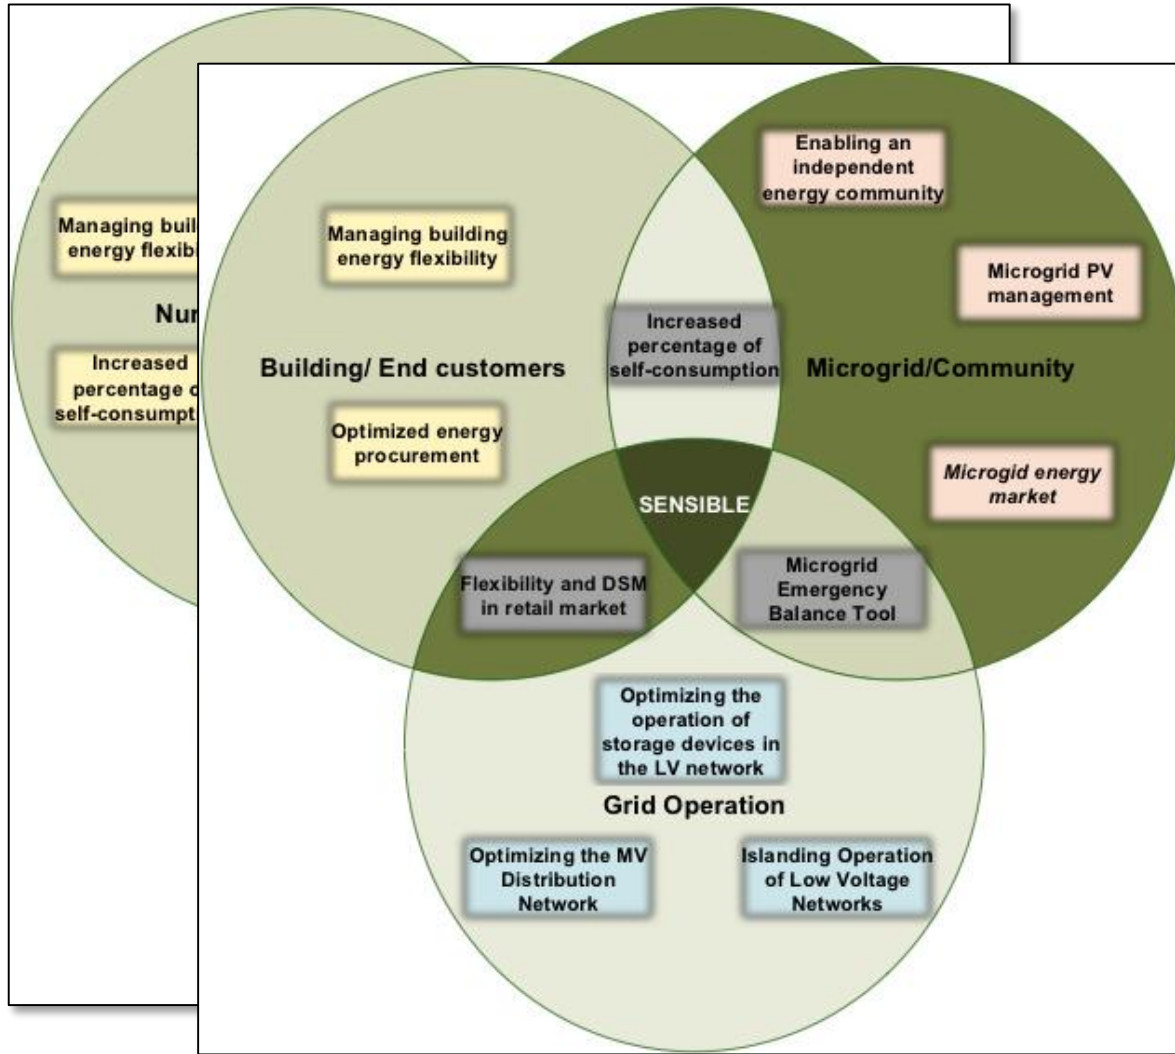 Managing buil
energy flexibi
Nur
Increased
percentage o
self-consumpt
Enabling an
independent
energy community
Managing building
energy flexibility
Microgrid PV
management
Increased
percentage of
self-consumption
Building/ End customers
Microgrid/Community
Optimized energy
procurement
Microgid energy
market
SENSIBLE
Flexibility and DSM
in retail market
Microgrid
Emergency
Balance Tool
Optimizing the
operation of
storage devices in
the LV network
Grid Operation
Optimizing the MV
Distribution
Network
Islanding Operation
of Low Voltage
Networks